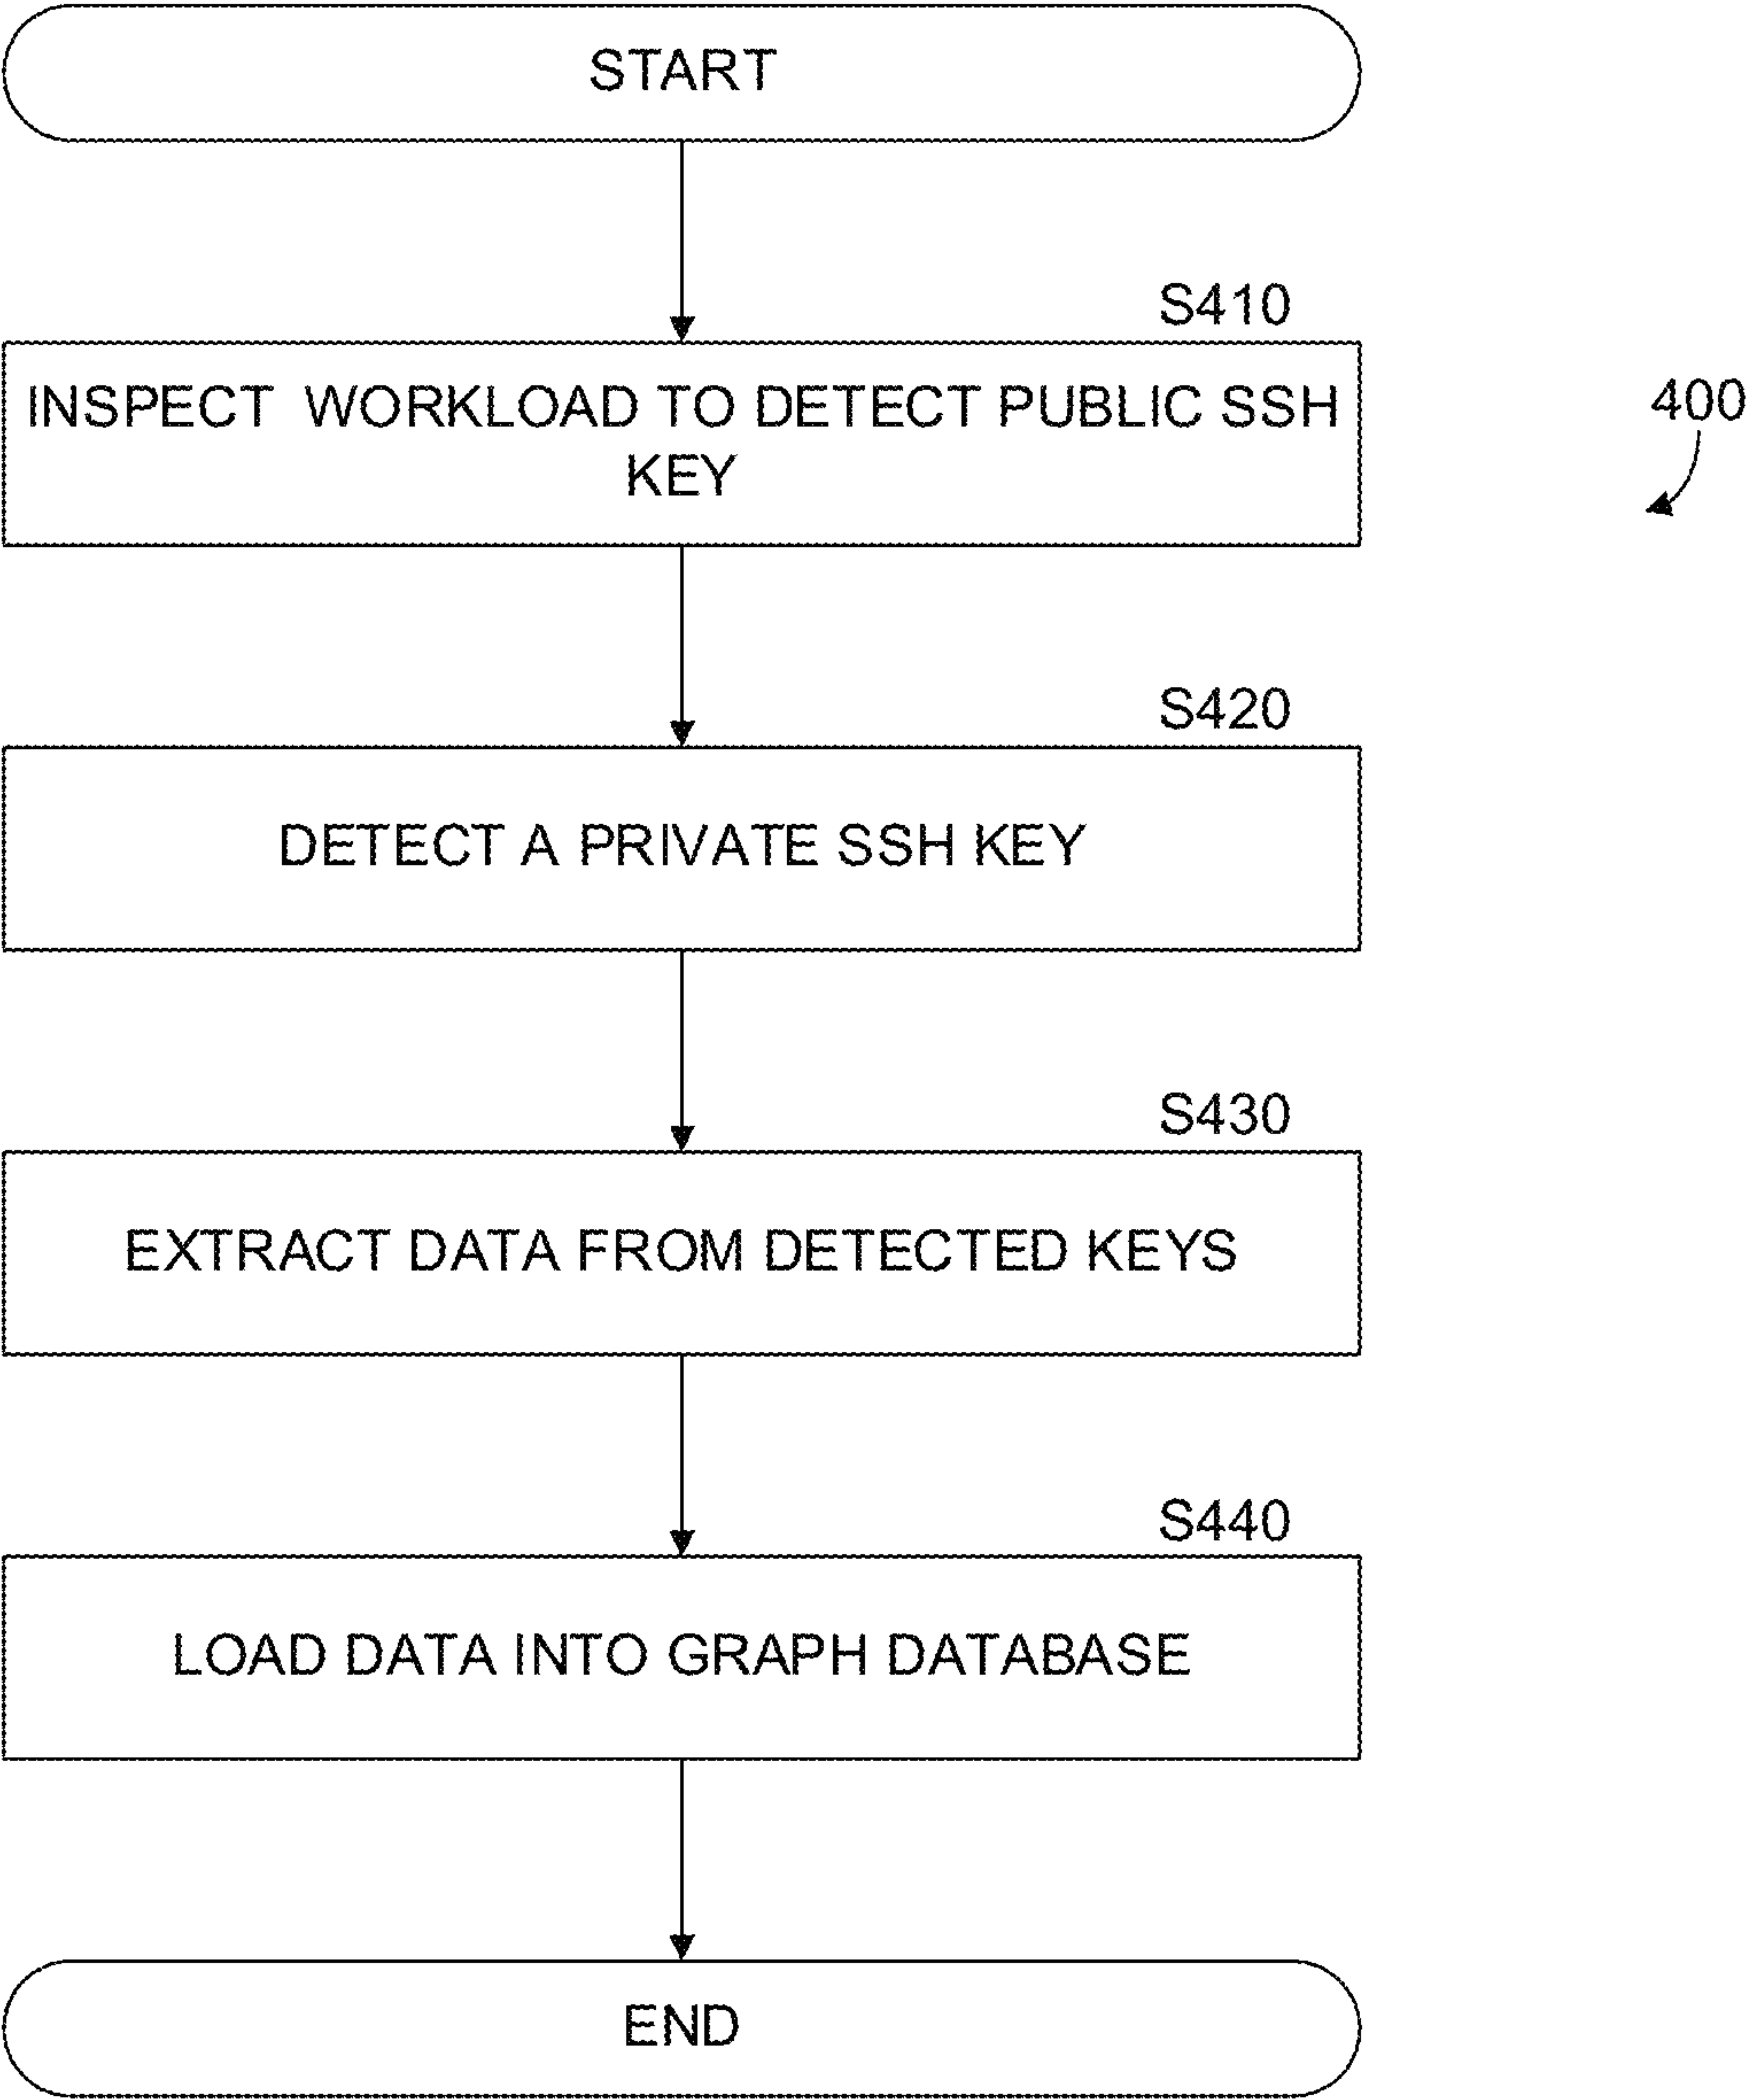 START
S410
INSPECT WORKLOAD TO DETECT PUBLIC SSH
KEY
400
S420
DETECT A PRIVATE SSH KEY
S430
EXTRACT DATA FROM DETECTED KEYS
S440
LOAD DATA INTO GRAPH DATABASE
END